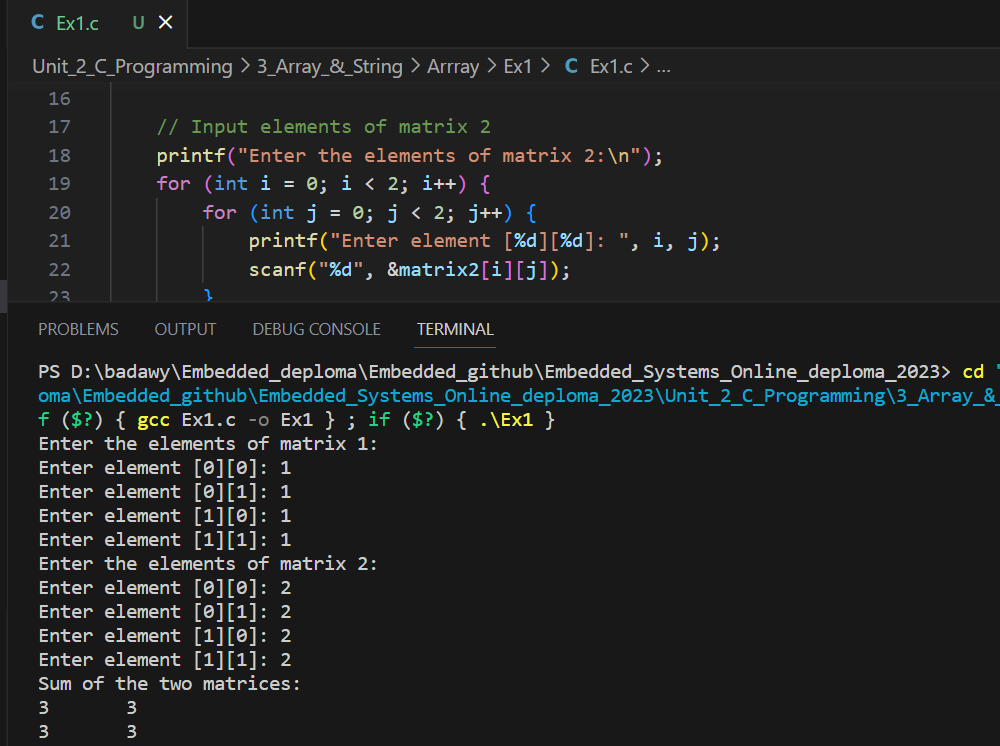 C Ex1.c U ×
Unit_2_C_Programming > 3_Array_&_String > Arrray > Ex1 > C Ex1.c > ...
16
17 // Input elements of matrix 2
18 printf("Enter the elements of matrix 2:\n");
19 for (int i = 0; i < 2; i++) {
20 for (int j = 0; j < 2; j++) {
21 printf("Enter element [%d][%d]: ", i, j);
22 scanf("%d", &matrix2[i][j]);
23 }
PROBLEMS OUTPUT DEBUG CONSOLE TERMINAL
PS D:\badawy\Embedded_deploma\Embedded_github\Embedded_Systems_Online_deploma_2023> cd "
oma\Embedded_github\Embedded_Systems_Online_deploma_2023\Unit_2_C_Programming\3_Array_&_
f ($?) { gcc Ex1.c -o Ex1 } ; if ($?) { .\Ex1 }
Enter the elements of matrix 1:
Enter element [0][0]: 1
Enter element [0][1]: 1
Enter element [1][0]: 1
Enter element [1][1]: 1
Enter the elements of matrix 2:
Enter element [0][0]: 2
Enter element [0][1]: 2
Enter element [1][0]: 2
Enter element [1][1]: 2
Sum of the two matrices:
3 3
3 3